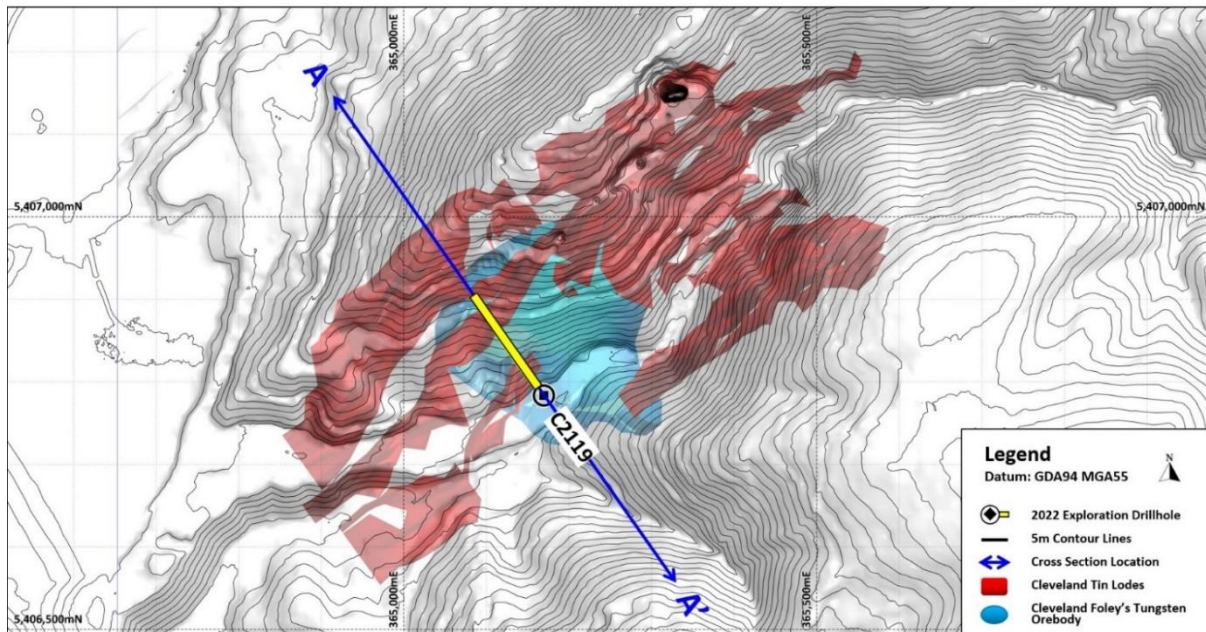 365,000mE
365,500mE
A
5,407,000mN
5,407,000mN
C2119
Legend
Datum: GDA94 MGA55
N
2022 Exploration Drillhole
5m Contour Lines
Cross Section Location
Cleveland Tin Lodes
Cleveland Foley's Tungsten
Orebody
A'
5,406,500mN
365,000mE
365,500mE